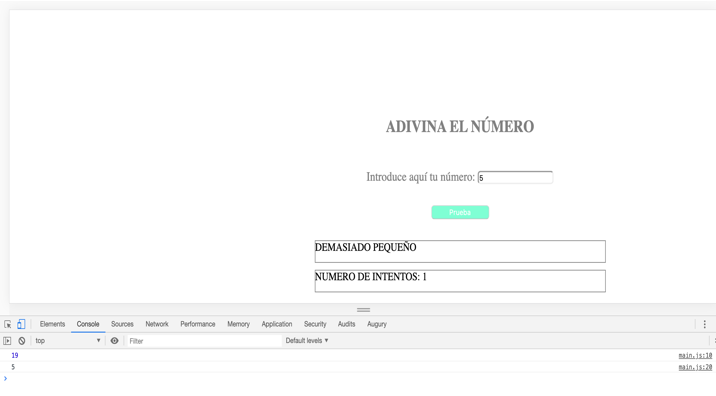 ADIVINA EL NÚMERO
Introduce aquí tu número: 5
Prueba
DEMASIADO PEQUEÑO
NUMERO DE INTENTOS: 1
Elements Console Sources Network Performance Memory Application Security Audits Augury
top Filter Default levels
19 main.js:10
5 main.js:20